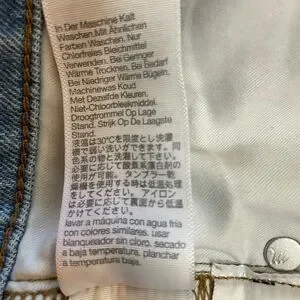 In Der Maschine Kalt
Waschen.Mit Ähnlichen
Farben Waschen. Nur
Chlorfreies Bleichmittel
Verwenden. Bei Geringer
Wärme Trocknen. Bei Bedarf
Bei Niedriger Wärme Bügeln.
Machinewas Koud
Met Dezelfde Kleuren.
Niet-Chloorbleekmiddel.
Droogtrommel Op Lage
Stand. Strijk Op De Laagste
Stand.
液温は30℃を限度とし洗濯
機で弱い洗いができます。同
色系の物と洗濯して下さい。
必要に応じて酸素系漂白剤の
使用が可能。タンブラー乾
燥機を使用する時は低温処理
をしてください。アイロン
は必要に応じて裏面から低温
かけてください。
lavar a máquina con agua fria
con colores similares. usar
blanqueador sin cloro. secado
a baja temperatura. planchar
a temperatura baja.